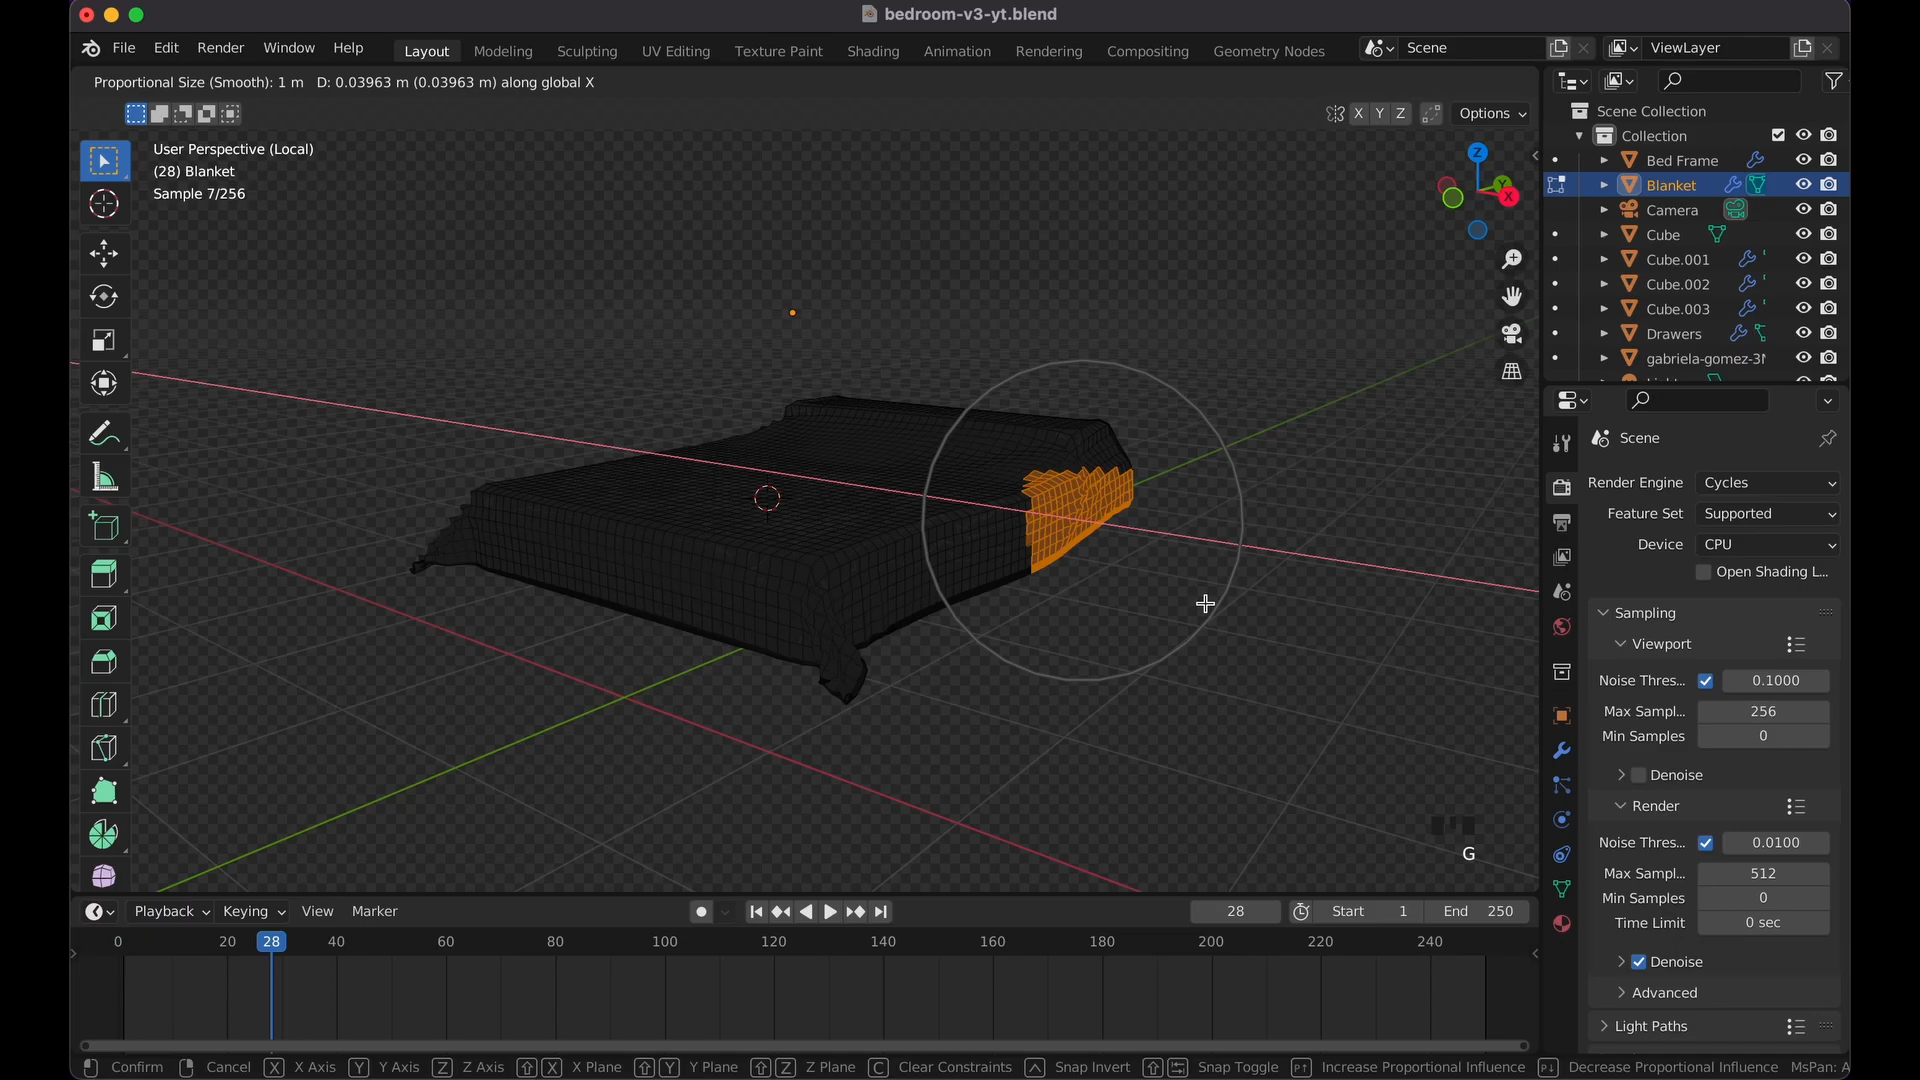 bedroom-v3-yt.blend
File Edit Render Window Help
Layout Modeling Sculpting UV Editing Texture Paint Shading Animation Rendering Compositing Geometry Nodes
Scene
ViewLayer
Proportional Size (Smooth): 1 m D: 0.03963 m (0.03963 m) along global X
X Y Z
Options
User Perspective (Local)
(28) Blanket
Sample 7/256
Z
Y
X
Scene Collection
Collection
Bed Frame
Blanket
Camera
Cube
Cube.001
Cube.002
Cube.003
Drawers
gabriela-gomez-3
Scene
Render Engine Cycles
Feature Set Supported
Device CPU
Open Shading L...
Sampling
Viewport
Noise Thres... 0.1000
Max Sampl... 256
Min Samples 0
Denoise
Render
Noise Thres... 0.0100
Max Sampl... 512
Min Samples 0
Time Limit 0 sec
Denoise
Advanced
Light Paths
G
Playback Keying View Marker
28
Start 1
End 250
0 20 28 40 60 80 100 120 140 160 180 200 220 240
Confirm Cancel X X Axis Y Y Axis Z Z Axis X X Plane Y Y Plane Z Z Plane C Clear Constraints Snap Invert Snap Toggle Increase Proportional Influence Decrease Proportional Influence MsPan: A